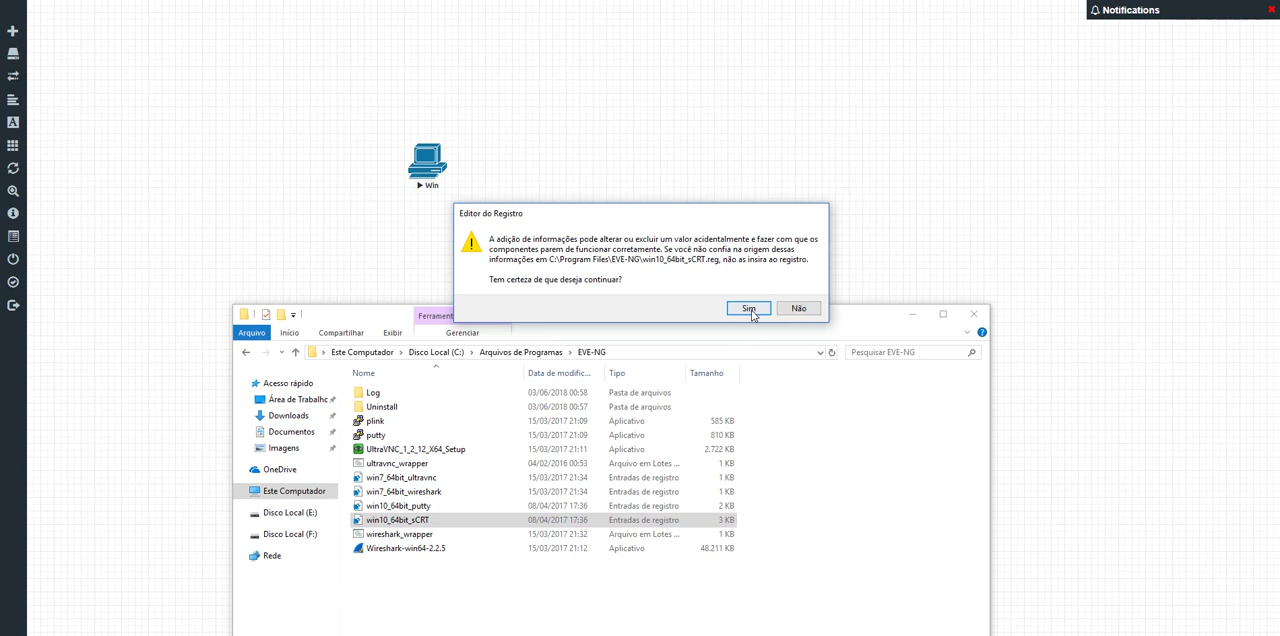 Notifications
A
Win
Editor do Registro
A adição de informações pode alterar ou excluir um valor acidentalmente e fazer com que os
componentes parem de funcionar corretamente. Se você não confia na origem dessas
informações em C:\Program Files\EVE-NG\win10_64bit_sCRT.reg, não as insira ao registro.
Tem certeza de que deseja continuar?
Sim
Não
Ferrament
Arquivo
Início
Compartilhar
Exibir
Gerenciar
Este Computador > Disco Local (C:) > Arquivos de Programas > EVE-NG
Pesquisar EVE-NG
Nome Data de modific... Tipo Tamanho
Acesso rápido
Área de Trabalho
Downloads
Documentos
Imagens
OneDrive
Este Computador
Disco Local (E:)
Disco Local (F:)
Rede
Log 03/06/2018 00:58 Pasta de arquivos
Uninstall 03/06/2018 00:57 Pasta de arquivos
plink 15/03/2017 21:09 Aplicativo 585 KB
putty 15/03/2017 21:09 Aplicativo 810 KB
UltraVNC_1_2_12_X64_Setup 15/03/2017 21:11 Aplicativo 2.722 KB
ultravnc_wrapper 04/02/2016 00:53 Arquivo em Lotes ... 1 KB
win7_64bit_ultravnc 15/03/2017 21:34 Entradas de registro 1 KB
win7_64bit_wireshark 15/03/2017 21:34 Entradas de registro 1 KB
win10_64bit_putty 08/04/2017 17:36 Entradas de registro 2 KB
win10_64bit_sCRT 08/04/2017 17:36 Entradas de registro 3 KB
wireshark_wrapper 15/03/2017 21:32 Arquivo em Lotes ... 1 KB
Wireshark-win64-2.2.5 15/03/2017 21:12 Aplicativo 48.211 KB